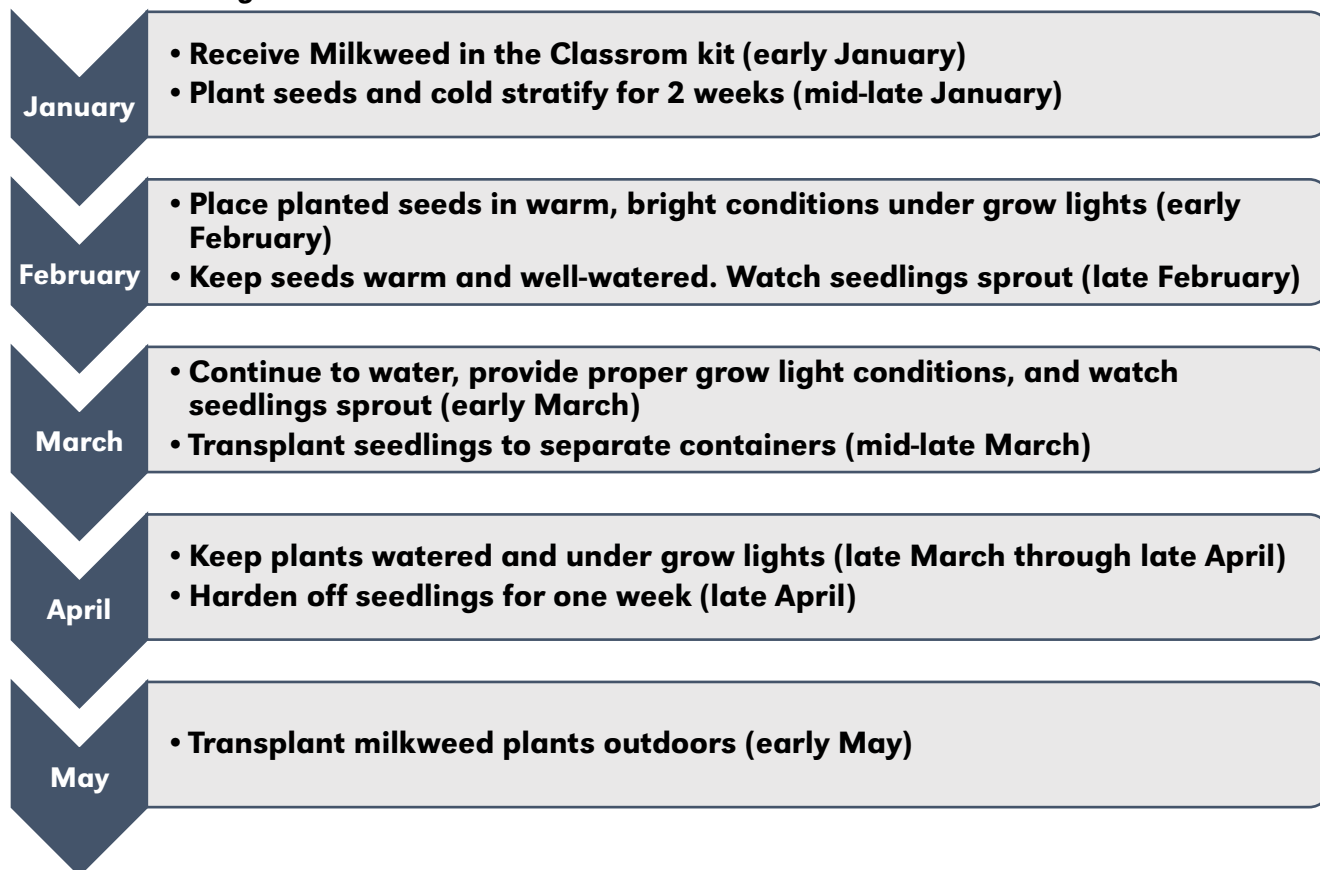 January
• Receive Milkweed in the Classrom kit (early January)
• Plant seeds and cold stratify for 2 weeks (mid-late January)
February
• Place planted seeds in warm, bright conditions under grow lights (early
February)
• Keep seeds warm and well-watered. Watch seedlings sprout (late February)
March
• Continue to water, provide proper grow light conditions, and watch
seedlings sprout (early March)
• Transplant seedlings to separate containers (mid-late March)
April
• Keep plants watered and under grow lights (late March through late April)
• Harden off seedlings for one week (late April)
May
• Transplant milkweed plants outdoors (early May)